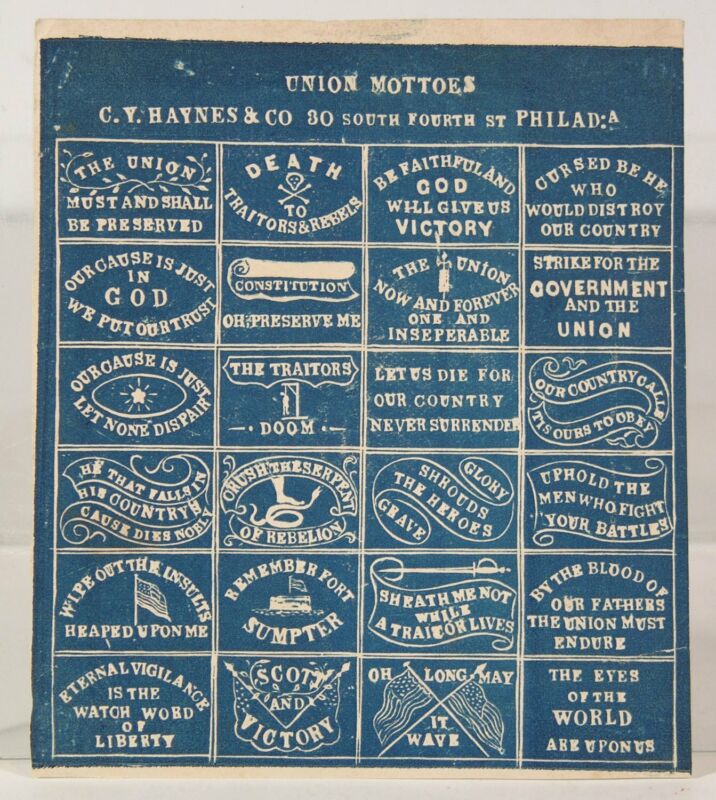 UNION MOTTOES
C.Y. HAYNES & CO 30 SOUTH FOURTH ST PHILAD:A
THE UNION
MUST AND SHALL
BE PRESERVED
DEATH
TO
TRAITORS & REBELS
BE FAITHFUL AND
GOD
WILL GIVE US
VICTORY
CURSED BE HE
WHO
WOULD DISTROY
OUR COUNTRY
OUR CAUSE IS JUST
IN
GOD
WE PUT OUR TRUST
CONSTITUTION
OH PRESERVE ME
THE UNION
NOW AND FOREVER
ONE AND
INSEPERABLE
STRIKE FOR THE
GOVERNMENT
AND THE
UNION
OUR CAUSE IS JUST
LET NONE DISPAIR
THE TRAITORS
DOOM
LET US DIE FOR
OUR COUNTRY
NEVER SURRENDER
OUR COUNTRY CALLS
TIS OURS TO OBEY
HE THAT FALLS IN
HIS COUNTRY'S
CAUSE DIES NOBLY
CRUSH THE SERPENT
OF REBELION
GLORY
SHROUDS
THE HEROES
GRAVE
UPHOLD THE
MEN WHO FIGHT
YOUR BATTLES
WIPE OUT THE INSULTS
HEAPED UPON ME
REMEMBER FORT
SUMPTER
SHEATH ME NOT
WHILE
A TRAITOR LIVES
BY THE BLOOD OF
OUR FATHERS
THE UNION MUST
ENDURE
ETERNAL VIGILANCE
IS THE
WATCH WORD
OF
LIBERTY
SCOTT
AND
VICTORY
OH LONG MAY
IT
WAVE
THE EYES
OF THE
WORLD
ARE UPON US